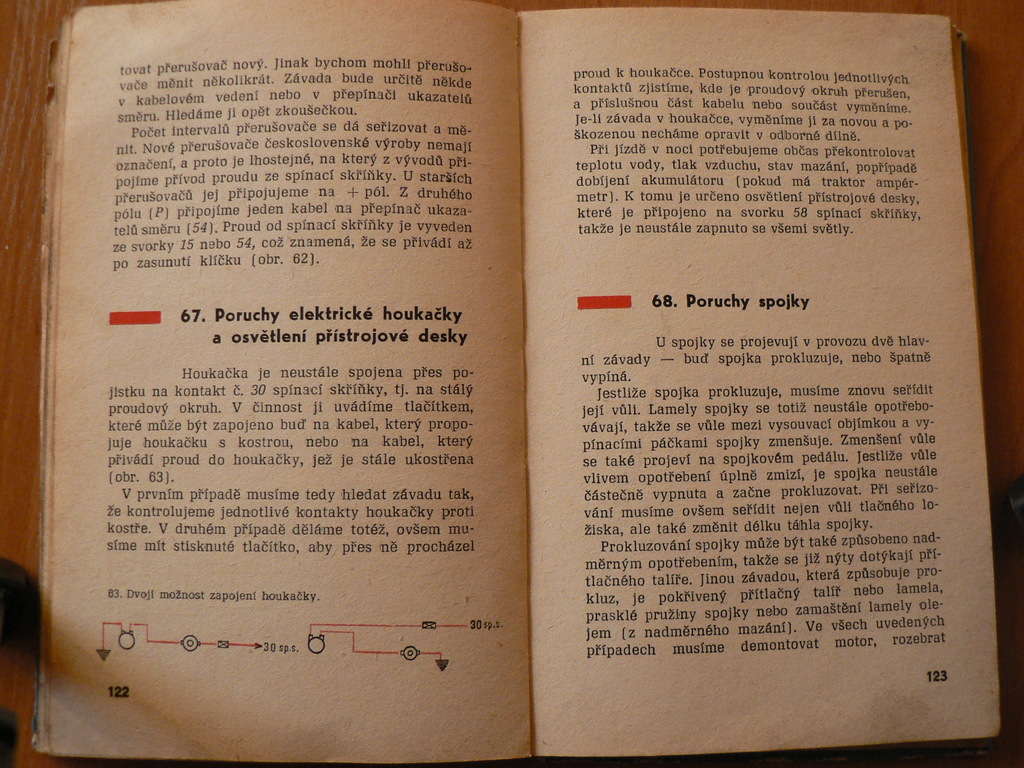 tovat přerušovač nový. Jinak bychom mohli přerušo-
vače měnit několikrát. Závada bude určitě někde
v kabelovém vedení nebo v přepínači ukazatelů
směru. Hledáme ji opět zkoušečkou.
Počet intervalů přerušovače se dá seřizovat a mě-
nit. Nové přerušovače československé výroby nemají
označení, a proto je lhostejné, na který z vývodů při-
pojíme přívod proudu ze spínací skříňky. U starších
přerušovačů jej připojujeme na + pól. Z druhého
pólu (P) připojíme jeden kabel na přepínač ukaza-
telů směru (54). Proud od spínací skříňky je vyveden
ze svorky 15 nebo 54, což znamená, že se přivádí až
po zasunutí klíčku (obr. 62).
67. Poruchy elektrické houkačky
a osvětlení přístrojové desky
Houkačka je neustále spojena přes po-
jistku na kontakt č. 30 spínací skříňky, tj. na stálý
proudový okruh. V činnost ji uvádíme tlačítkem,
které může být zapojeno buď na kabel, který propo-
juje houkačku s kostrou, nebo na kabel, který
přivádí proud do houkačky, jež je stále ukostřena
(obr. 63).
V prvním případě musíme tedy hledat závadu tak,
že kontrolujeme jednotlivé kontakty houkačky proti
kostře. V druhém případě děláme totéž, ovšem mu-
síme mít stisknuté tlačítko, aby přes ně procházel
63. Dvojí možnost zapojení houkačky.
30 sp.s.
30 sp.s.
122
proud k houkačce. Postupnou kontrolou jednotlivých
kontaktů zjistíme, kde je proudový okruh přerušen,
a příslušnou část kabelu nebo součást vyměníme.
Je-li závada v houkačce, vyměníme ji za novou a po-
škozenou necháme opravit v odborné dílně.
Při jízdě v noci potřebujeme občas překontrolovat
teplotu vody, tlak vzduchu, stav mazání, popřípadě
dobíjení akumulátoru (pokud má traktor ampér-
metr). K tomu je určeno osvětlení přístrojové desky,
které je připojeno na svorku 58 spínací skříňky,
takže je neustále zapnuto se všemi světly.
68. Poruchy spojky
U spojky se projevují v provozu dvě hlav-
ní závady — buď spojka prokluzuje, nebo špatně
vypíná.
Jestliže spojka prokluzuje, musíme znovu seřídit
její vůli. Lamely spojky se totiž neustále opotřebo-
vávají, takže se vůle mezi vysouvací objímkou a vy-
pínacími páčkami spojky zmenšuje. Zmenšení vůle
se také projeví na spojkovém pedálu. Jestliže vůle
vlivem opotřebení úplně zmizí, je spojka neustále
částečně vypnuta a začne prokluzovat. Při seřizo-
vání musíme ovšem seřídit nejen vůli tlačného lo-
žiska, ale také změnit délku táhla spojky.
Prokluzování spojky může být také způsobeno nad-
měrným opotřebením, takže se již nýty dotýkají pří-
tlačného talíře. Jinou závadou, která způsobuje pro-
kluz, je pokřivený přítlačný talíř nebo lamela,
prasklé pružiny spojky nebo zamaštění lamely ole-
jem (z nadměrného mazání). Ve všech uvedených
případech musíme demontovat motor, rozebrat
123